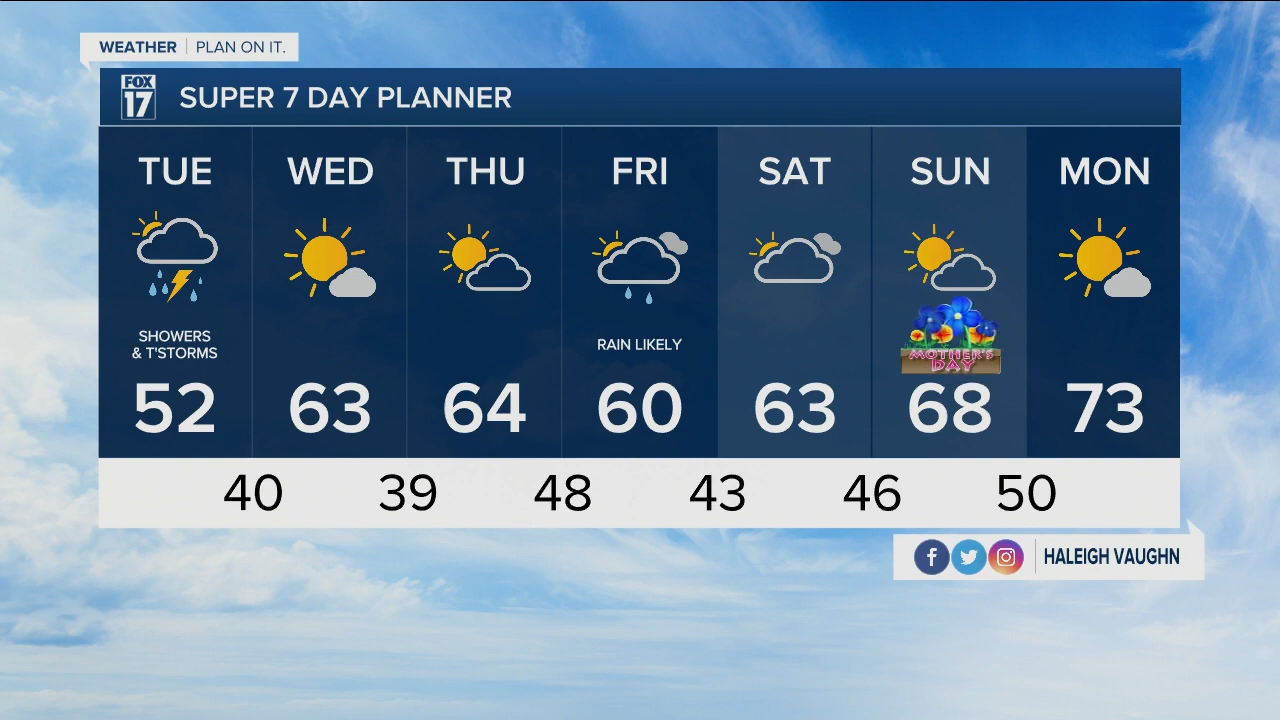 WEATHER | PLAN ON IT.
FOX
17
SUPER 7 DAY PLANNER
TUE WED THU FRI SAT SUN MON
SHOWERS
& T'STORMS
RAIN LIKELY
MOTHER'S
DAY
52 63 64 60 63 68 73
40 39 48 43 46 50
HALEIGH VAUGHN